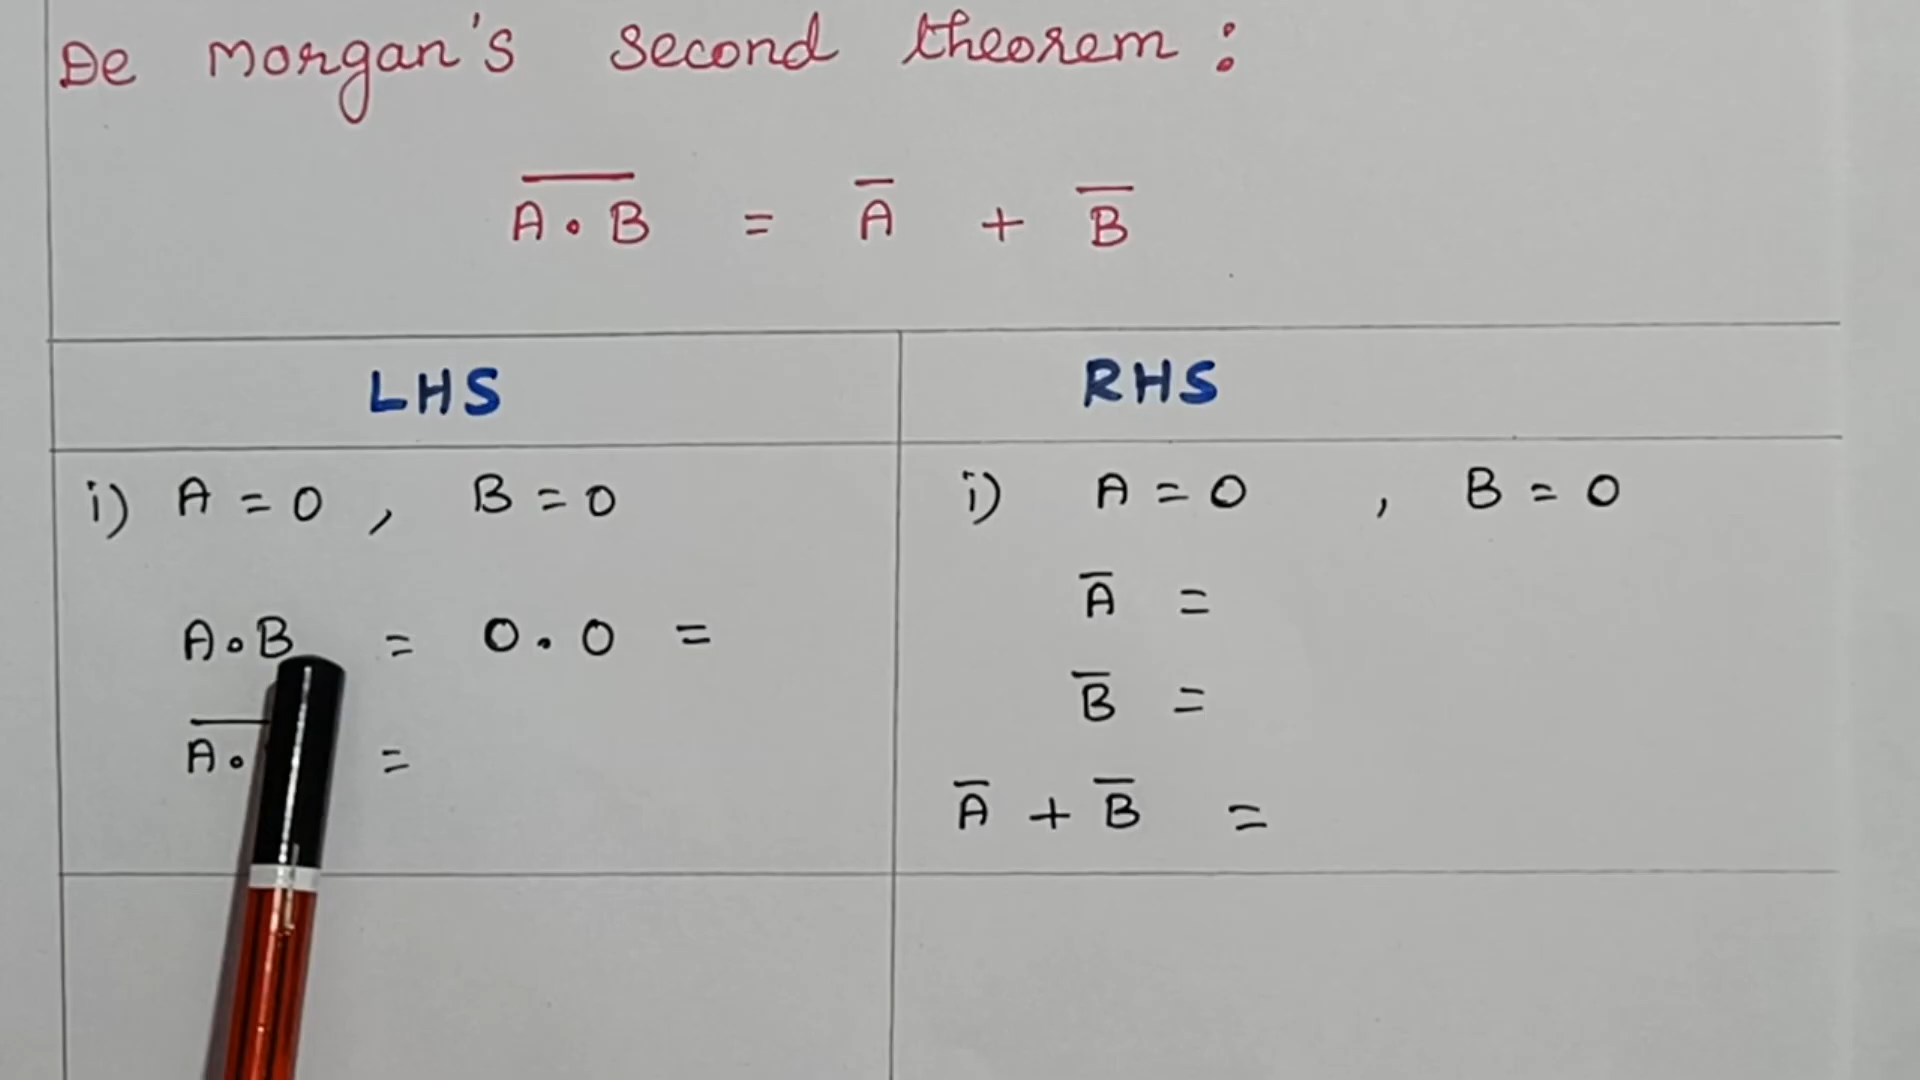 De morgan's second theorem :
A̅ ̅•̅ ̅B̅ = A̅ + B̅
LHS
RHS
i) A = 0 , B = 0
A•B = 0.0 =
A̅•̅ =
i) A = 0 , B = 0
A̅ =
B̅ =
A̅ + B̅ =